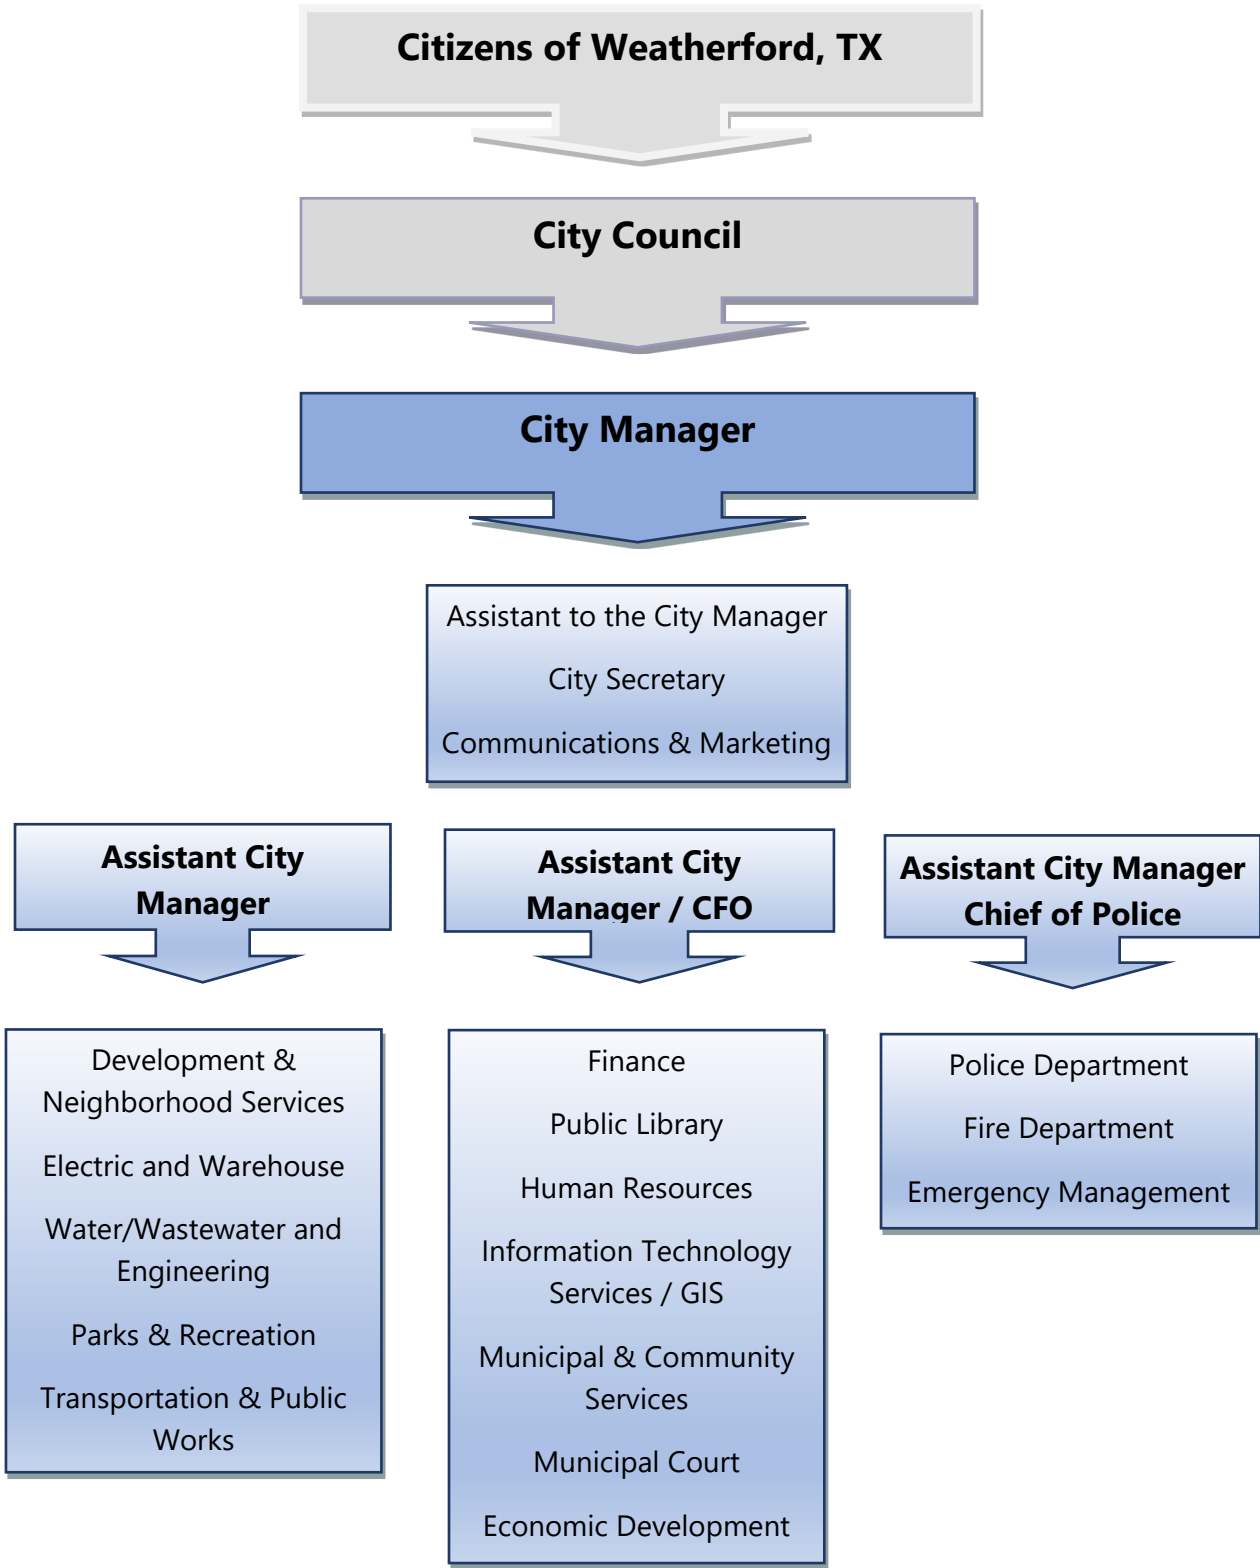 Citizens of Weatherford, TX
City Council
City Manager
Assistant to the City Manager
City Secretary
Communications & Marketing
Assistant City
Manager
Assistant City
Manager / CFO
Assistant City Manager
Chief of Police
Development &
Neighborhood Services
Electric and Warehouse
Water/Wastewater and
Engineering
Parks & Recreation
Transportation & Public
Works
Finance
Public Library
Human Resources
Information Technology
Services / GIS
Municipal & Community
Services
Municipal Court
Economic Development
Police Department
Fire Department
Emergency Management